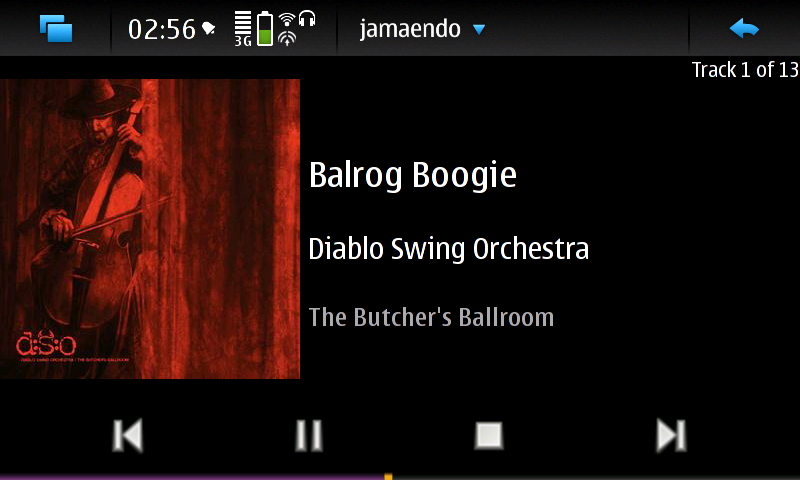 02:56
3G
jamaendo
Track 1 of 13
Balrog Boogie
Diablo Swing Orchestra
The Butcher's Ballroom
d:s:o
DIABLO SWING ORCHESTRA / THE BUTCHER'S BALLROOM